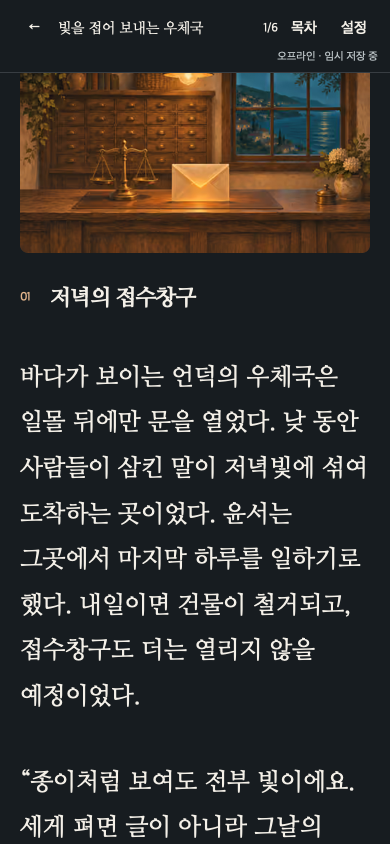 ← 빛을 접어 보내는 우체국 1/6 목차 설정
오프라인 · 임시 저장 중
01 저녁의 접수창구
바다가 보이는 언덕의 우체국은
일몰 뒤에만 문을 열었다. 낮 동안
사람들이 삼킨 말이 저녁빛에 섞여
도착하는 곳이었다. 윤서는
그곳에서 마지막 하루를 일하기로
했다. 내일이면 건물이 철거되고,
접수창구도 더는 열리지 않을
예정이었다.
“종이처럼 보여도 전부 빛이에요.
세게 펴면 글이 아니라 그날의